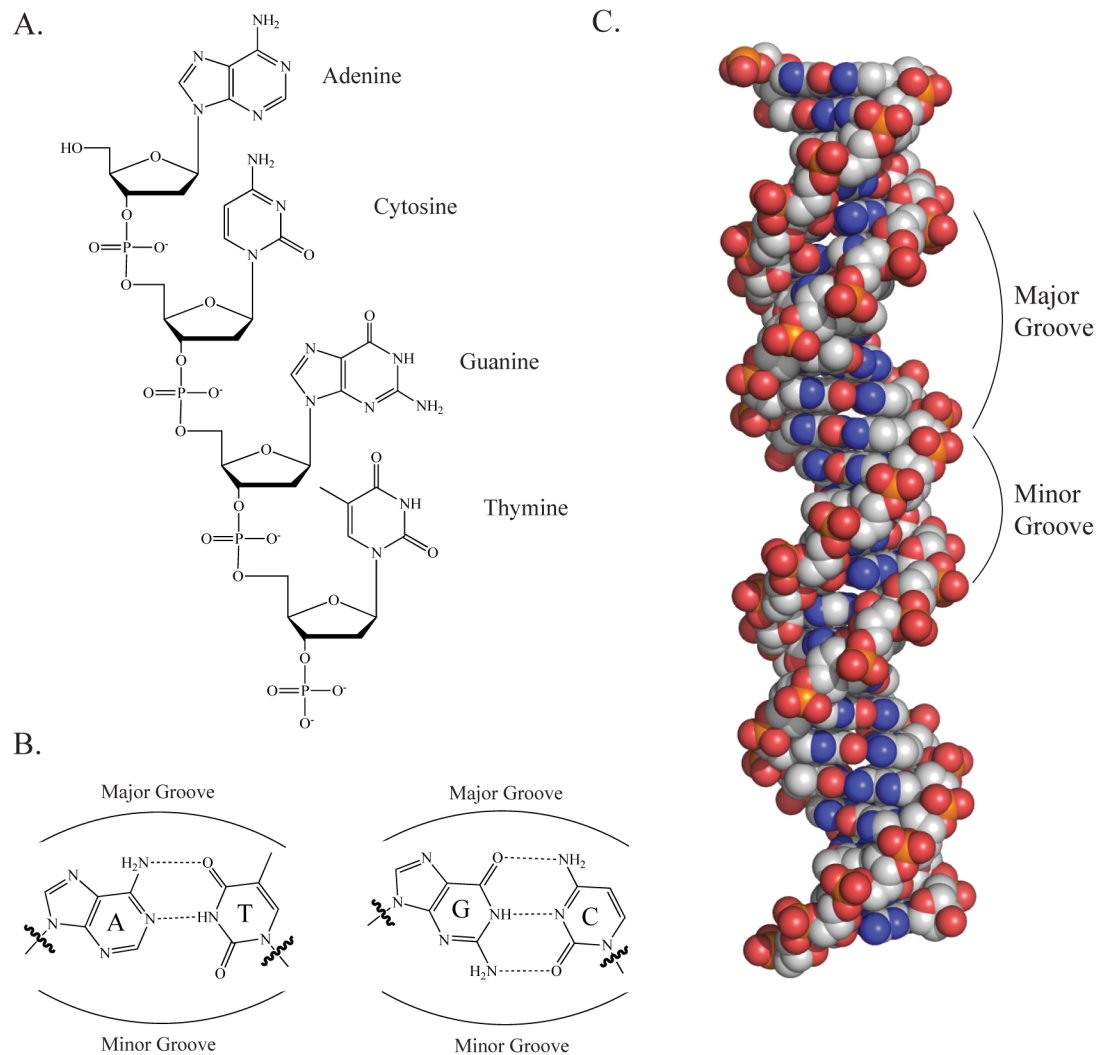 A.
NH2
N
N
N
N
Adenine
HO
O
O
O
P
O-
O
NH2
N
N
O
Cytosine
O
O
O
P
O-
O
O
N
NH
N
N
NH2
Guanine
O
O
O
P
O-
O
O
NH
N
O
Thymine
O
O
O
P
O-
O-
B.
Major Groove
H2N
O
N
N
A
N
HN
T
N
N
O
Minor Groove
Major Groove
N
O
NH2
N
G
NH
N
C
N
N
H2N
O
Minor Groove
C.
Major
Groove
Minor
Groove